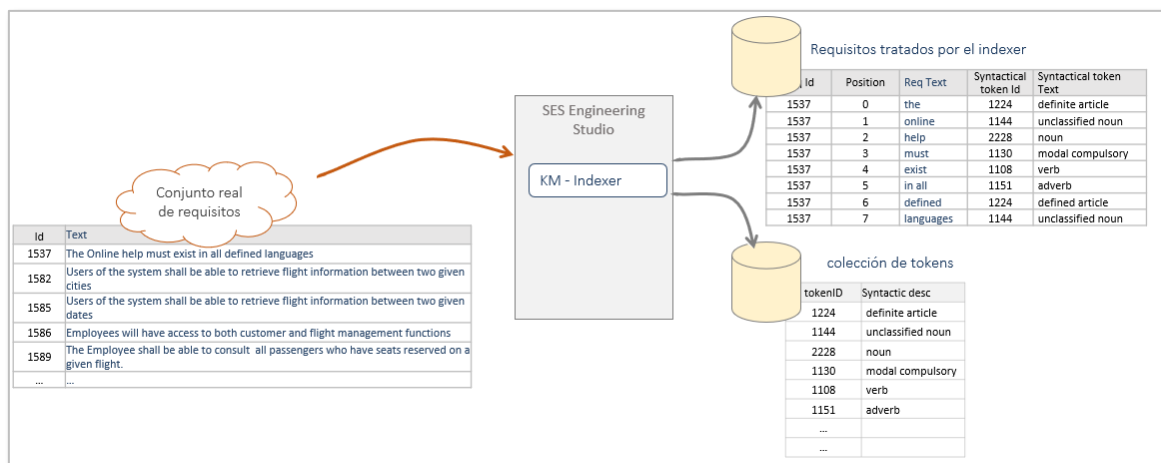 Conjunto real
de requisitos
Id Text
1537 The Online help must exist in all defined languages
1582 Users of the system shall be able to retrieve flight information between two given
cities
1585 Users of the system shall be able to retrieve flight information between two given
dates
1586 Employees will have access to both customer and flight management functions
1589 The Employee shall be able to consult all passengers who have seats reserved on a
given flight.
... ...
SES Engineering
Studio
KM - Indexer
Requisitos tratados por el indexer
Id Position Req Text Syntactical token Id Syntactical token Text
1537 0 the 1224 definite article
1537 1 online 1144 unclassified noun
1537 2 help 2228 noun
1537 3 must 1130 modal compulsory
1537 4 exist 1108 verb
1537 5 in all 1151 adverb
1537 6 defined 1224 defined article
1537 7 languages 1144 unclassified noun
colección de tokens
tokenID Syntactic desc
1224 definite article
1144 unclassified noun
2228 noun
1130 modal compulsory
1108 verb
1151 adverb
...
...